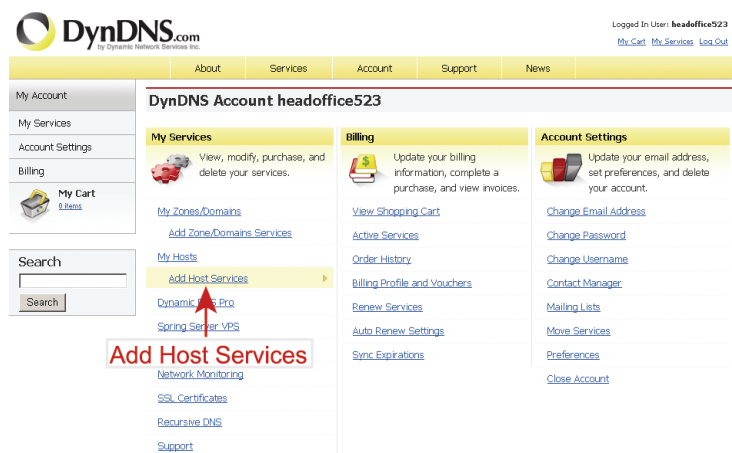 DynDNS.com
by Dynamic Network Services Inc.
Logged In User: headoffice523
My Cart My Services Log Out
About Services Account Support News
My Account
My Services
Account Settings
Billing
My Cart
0 items
Search
Search
DynDNS Account headoffice523
My Services
View, modify, purchase, and
delete your services.
My Zones/Domains
Add Zone/Domains Services
My Hosts
Add Host Services
Dynamic Pro
Spring Server VPS
Add Host Services
Network Monitoring
SSL Certificates
Recursive DNS
Support
Billing
Update your billing
information, complete a
purchase, and view invoices.
View Shopping Cart
Active Services
Order History
Billing Profile and Vouchers
Renew Services
Auto Renew Settings
Sync Expirations
Account Settings
Update your email address,
set preferences, and delete
your account.
Change Email Address
Change Password
Change Username
Contact Manager
Mailing Lists
Move Services
Preferences
Close Account